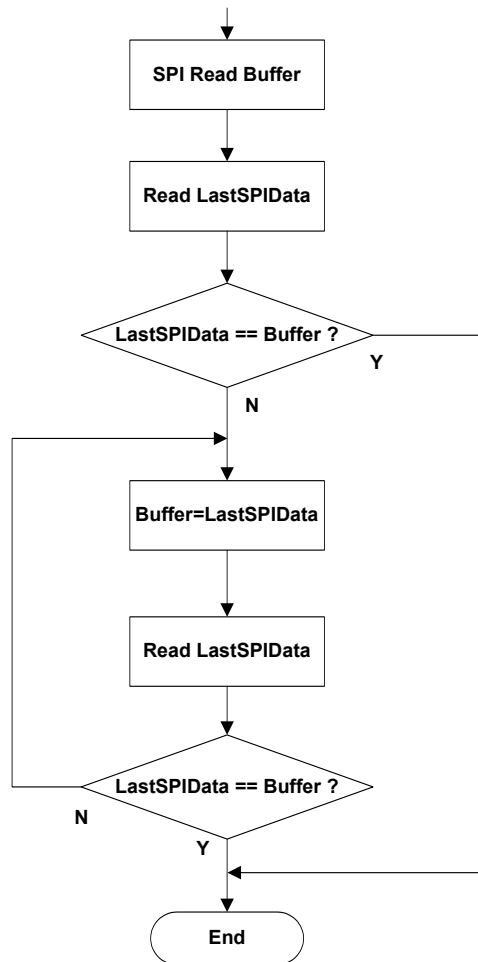 SPI Read Buffer
Read LastSPIData
LastSPIData == Buffer ?
Y
N
Buffer=LastSPIData
Read LastSPIData
LastSPIData == Buffer ?
N
Y
End